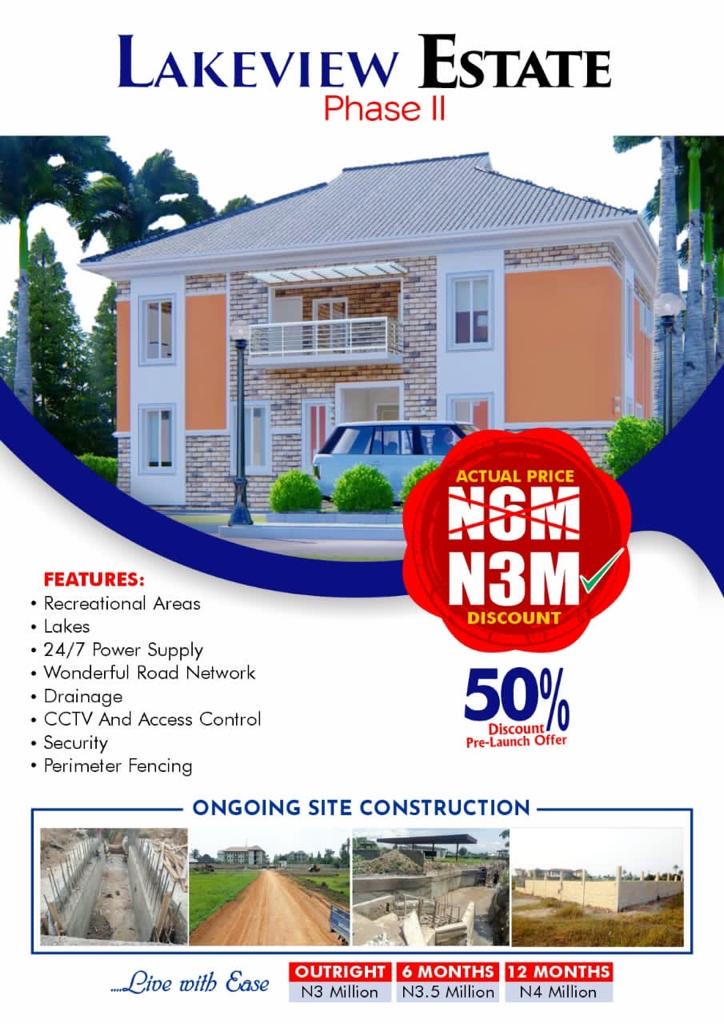 LAKEVIEW ESTATE
Phase II
ACTUAL PRICE
N6M
N3M
DISCOUNT
FEATURES:
• Recreational Areas
• Lakes
• 24/7 Power Supply
• Wonderful Road Network
• Drainage
• CCTV And Access Control
• Security
• Perimeter Fencing
50%
Discount
Pre-Launch Offer
ONGOING SITE CONSTRUCTION
....Live with Ease
OUTRIGHT
N3 Million
6 MONTHS
N3.5 Million
12 MONTHS
N4 Million